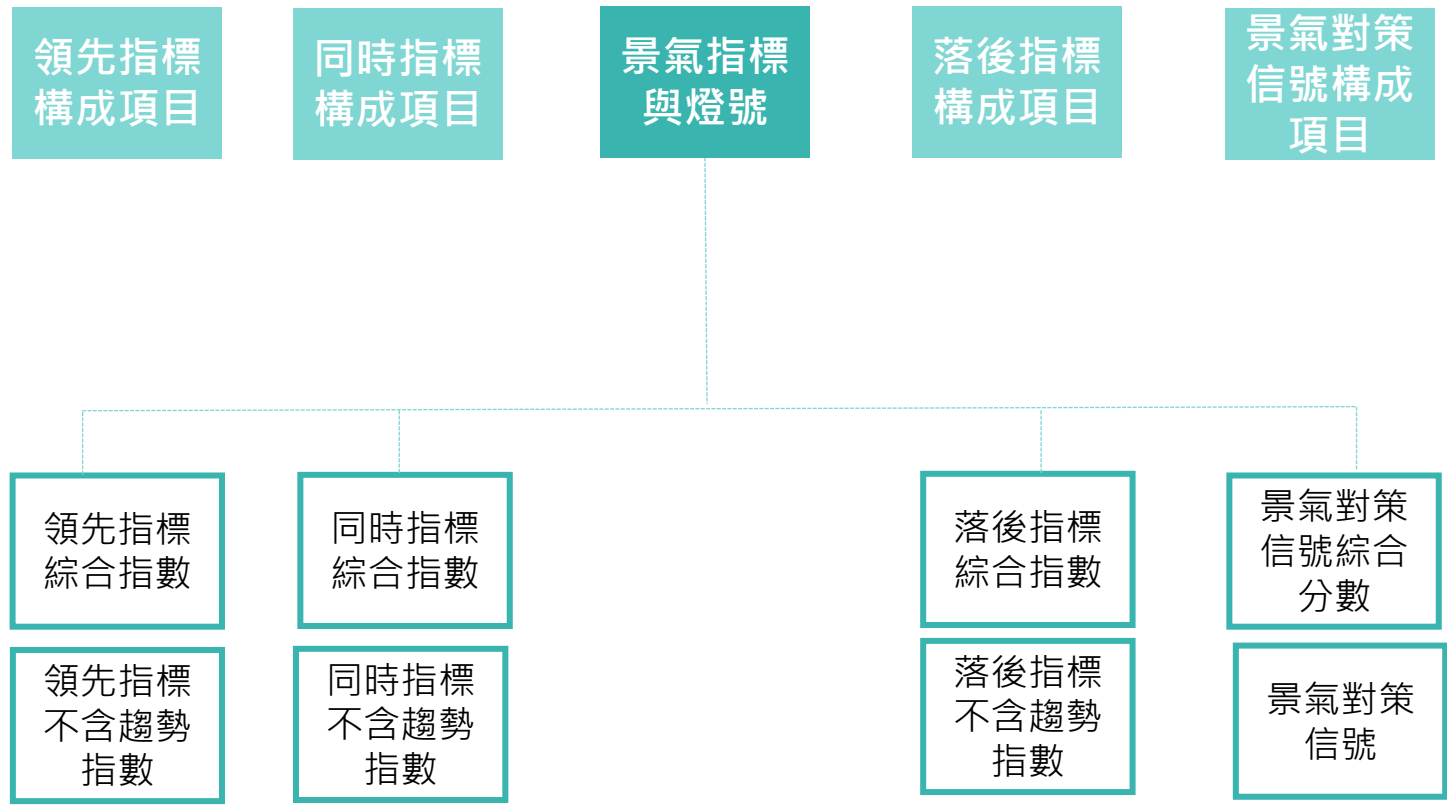 領先指標
構成項目
同時指標
構成項目
景氣指標
與燈號
落後指標
構成項目
景氣對策
信號構成
項目
領先指標
綜合指數
同時指標
綜合指數
落後指標
綜合指數
景氣對策
信號綜合
分數
領先指標
不含趨勢
指數
同時指標
不含趨勢
指數
落後指標
不含趨勢
指數
景氣對策
信號